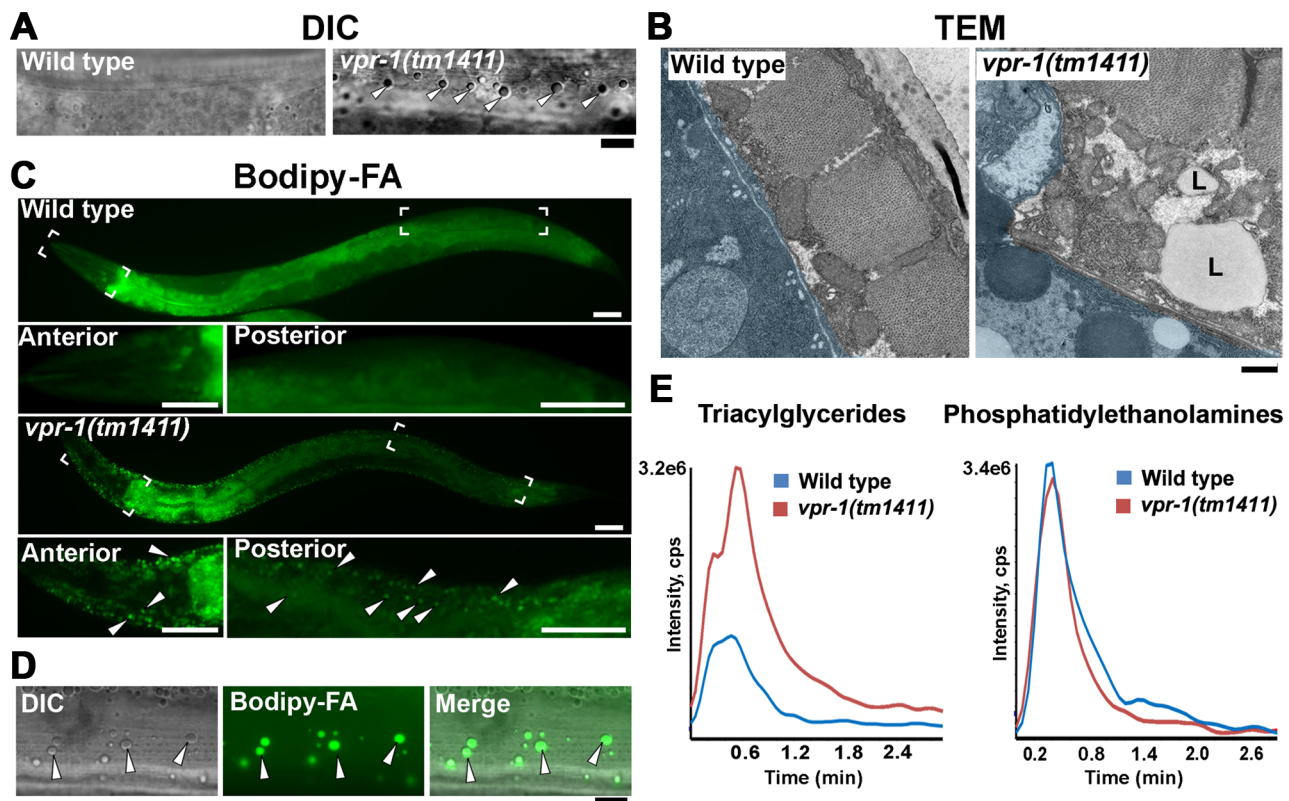 A
DIC
Wild type
vpr-1(tm1411)
B
TEM
Wild type
vpr-1(tm1411)
L
L
C
Bodipy-FA
Wild type
Anterior
Posterior
vpr-1(tm1411)
Anterior
Posterior
D
DIC
Bodipy-FA
Merge
E
Triacylglycerides
3.2e6
Wild type
vpr-1(tm1411)
Intensity, cps
0.6 1.2 1.8 2.4
Time (min)
Phosphatidylethanolamines
3.4e6
Wild type
vpr-1(tm1411)
Intensity, cps
0.2 0.8 1.4 2.0 2.6
Time (min)